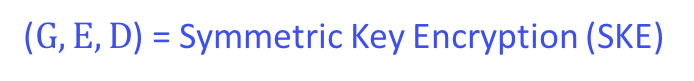 (G, E, D) = Symmetric Key Encryption (SKE)